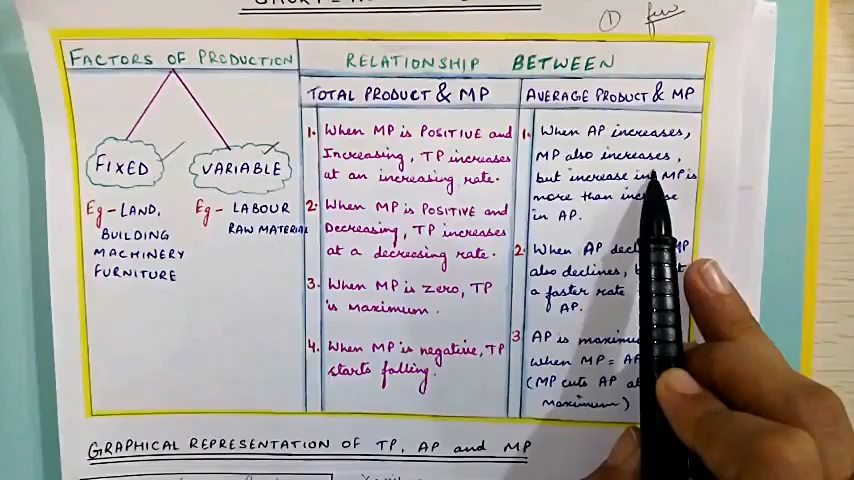 ①
FACTORS OF PRODUCTION
FIXED
VARIABLE
Eg - LAND,
BUILDING
MACHINERY
FURNITURE
Eg - LABOUR
RAW MATERIAL
RELATIONSHIP BETWEEN
TOTAL PRODUCT & MP
1. When MP is POSITIVE and
Increasing, TP increases
at an increasing rate.
2. When MP is POSITIVE and
Decreasing, TP increases
at a decreasing rate.
3. When MP is zero, TP
is maximum.
4. When MP is negative, TP
starts falling.
AVERAGE PRODUCT & MP
1. When AP increases,
MP also increases,
but increase in MP is
more than
in AP.
2. When AP MP
also declines,
a faster rate
AP.
3 AP is
when MP = AP
(MP cuts AP
maximum)
GRAPHICAL REPRESENTATION OF TP, AP and MP